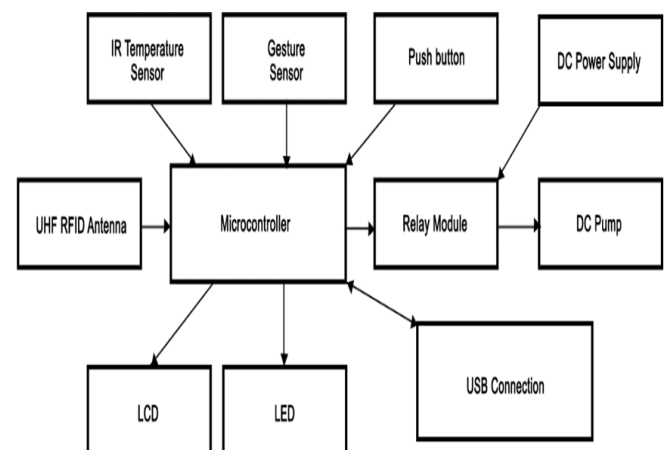 IR Temperature
Sensor
Gesture
Sensor
Push button
DC Power Supply
UHF RFID Antenna
Microcontroller
Relay Module
DC Pump
LCD
LED
USB Connection